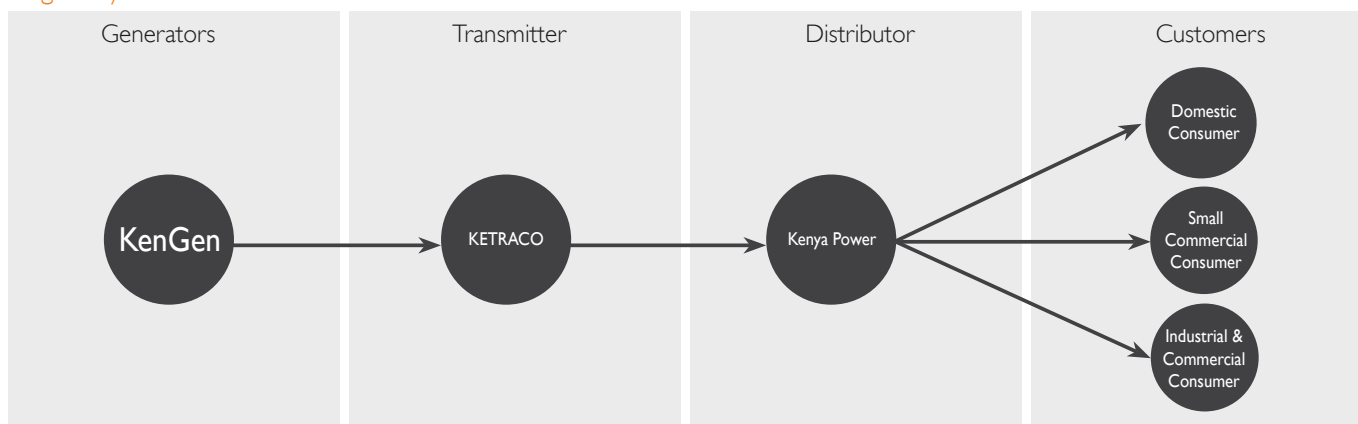 Generators
Transmitter
Distributor
Customers
KenGen
KETRACO
Kenya Power
Domestic
Consumer
Small
Commercial
Consumer
Industrial &
Commercial
Consumer